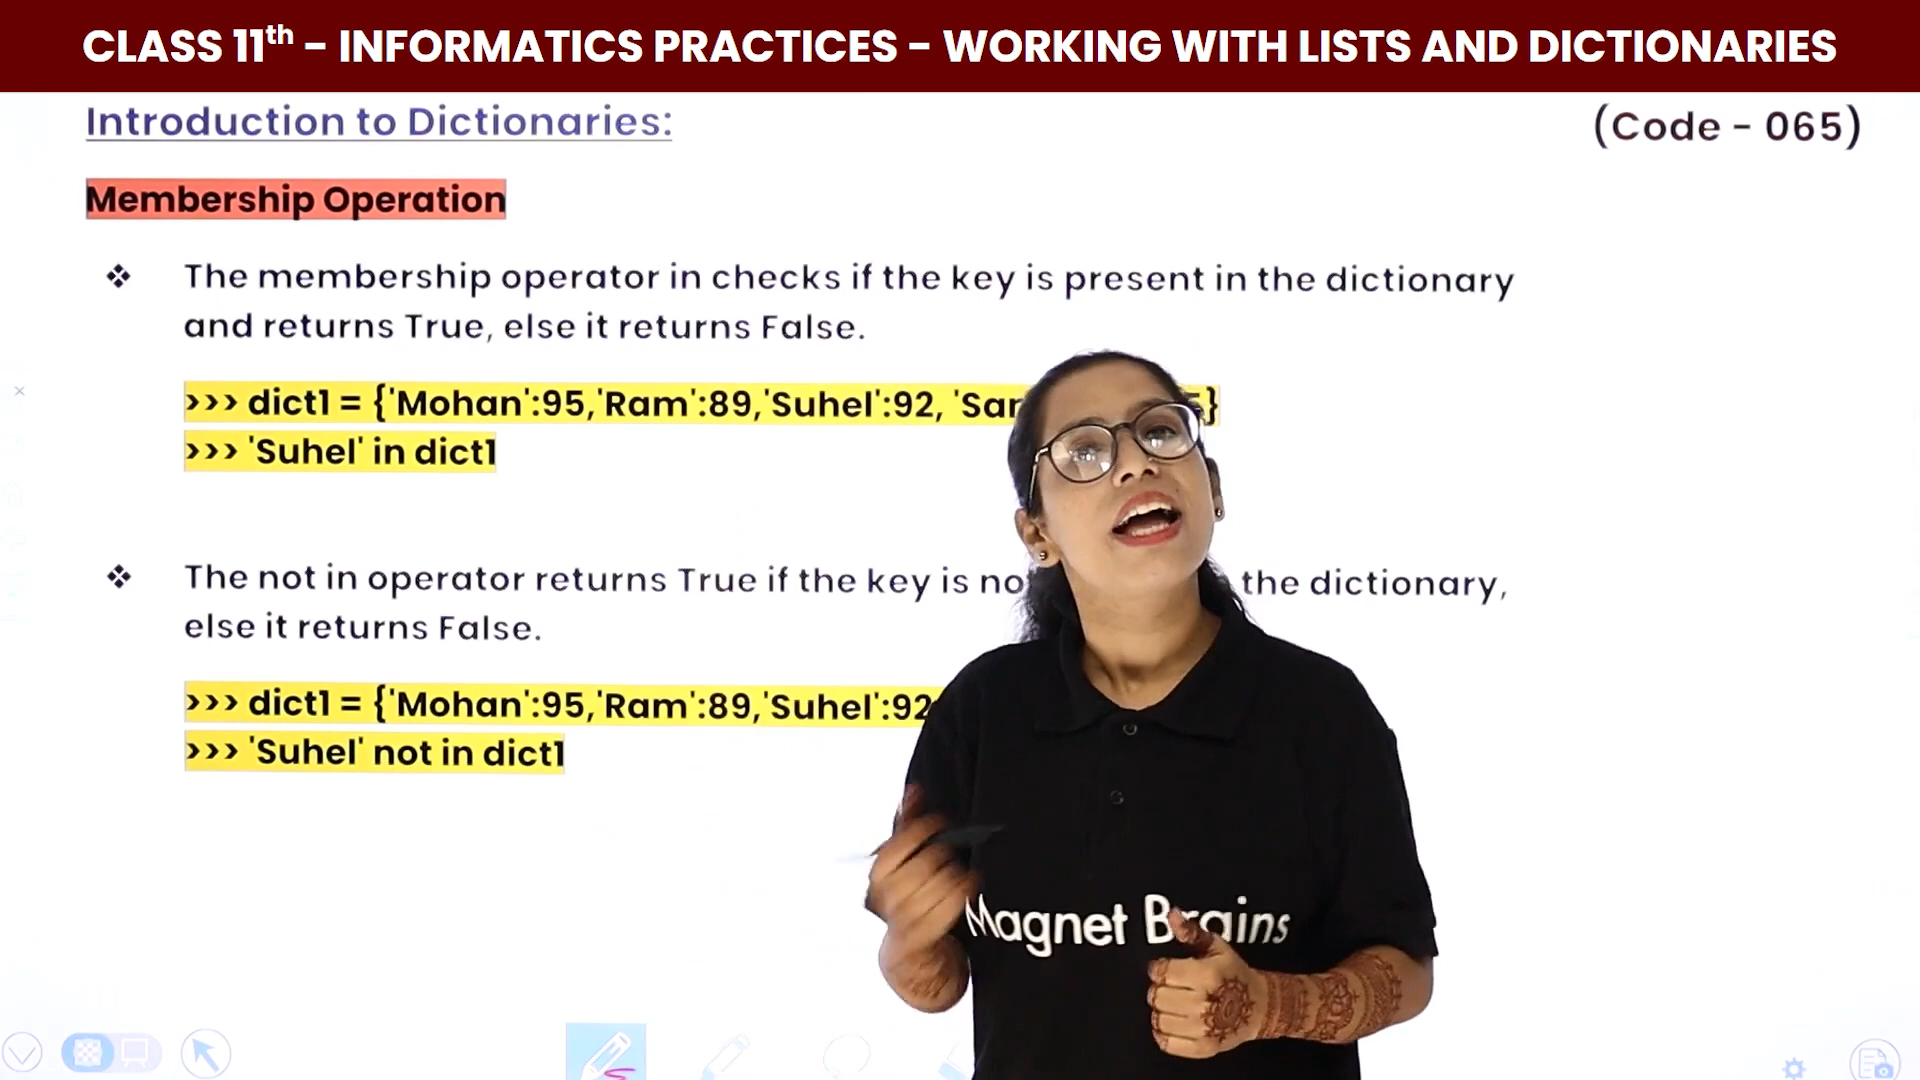 CLASS 11th – INFORMATICS PRACTICES – WORKING WITH LISTS AND DICTIONARIES
Introduction to Dictionaries:
(Code - 065)
Membership Operation
❖ The membership operator in checks if the key is present in the dictionary
and returns True, else it returns False.
>>> dict1 = {'Mohan':95,'Ram':89,'Suhel':92, }
>>> 'Suhel' in dict1
❖ The not in operator returns True if the key is the dictionary,
else it returns False.
>>> dict1 = {'Mohan':95,'Ram':89,'Suhel':92
>>> 'Suhel' not in dict1
Magnet Brains